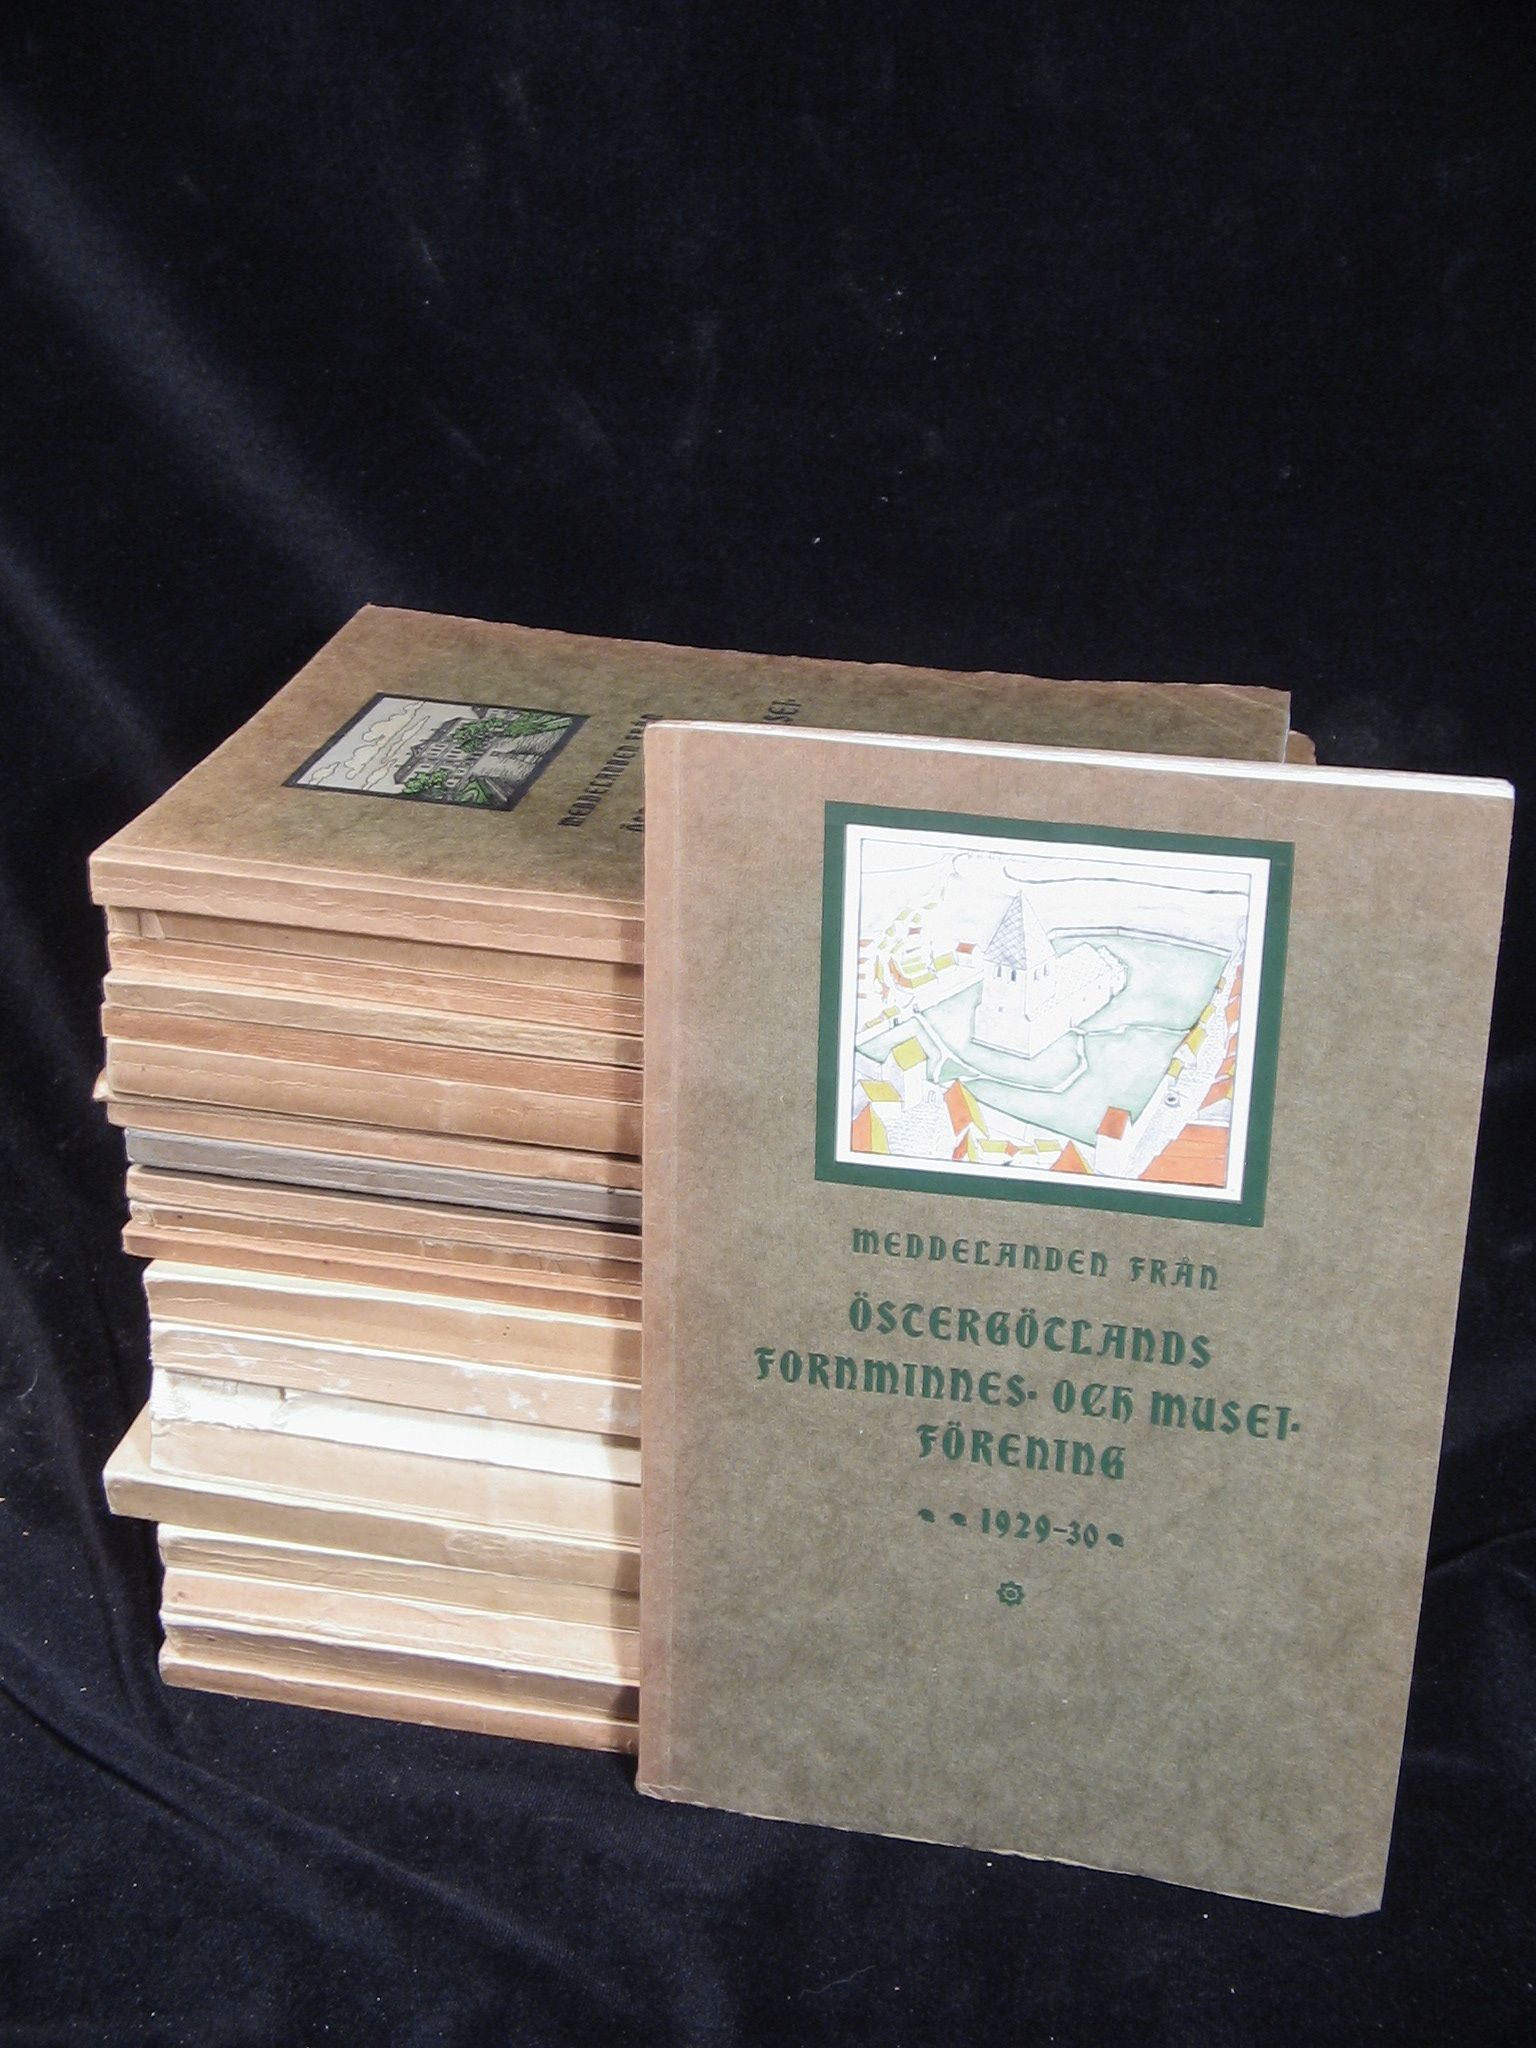 MEDDELANDEN FRÅN
MEDDELANDEN FRÅN
ÖSTERGÖTLANDS
FORNMINNES- OCH MUSEI-
FÖRENING
1929-30